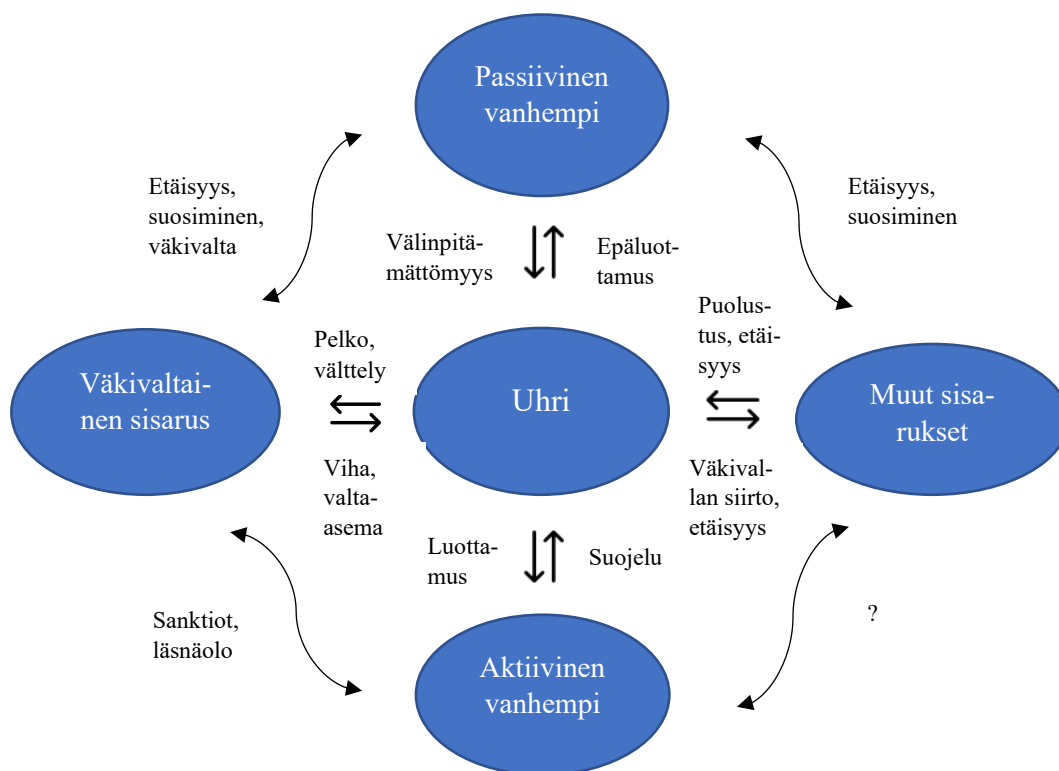 Passiivinen
vanhempi
Etäisyys,
suosiminen,
väkivalta
Etäisyys,
suosiminen
Välinpitä-
mättömyys
Epäluot-
tamus
Puolus-
tus, etäi-
syys
Pelko,
välttely
Väkivaltai-
nen sisarus
Uhri
Muut sisa-
rukset
Viha,
valta-
asema
Väkival-
lan siirto,
etäisyys
Luotta-
mus
Suojelu
Sanktiot,
läsnäolo
?
Aktiivinen
vanhempi